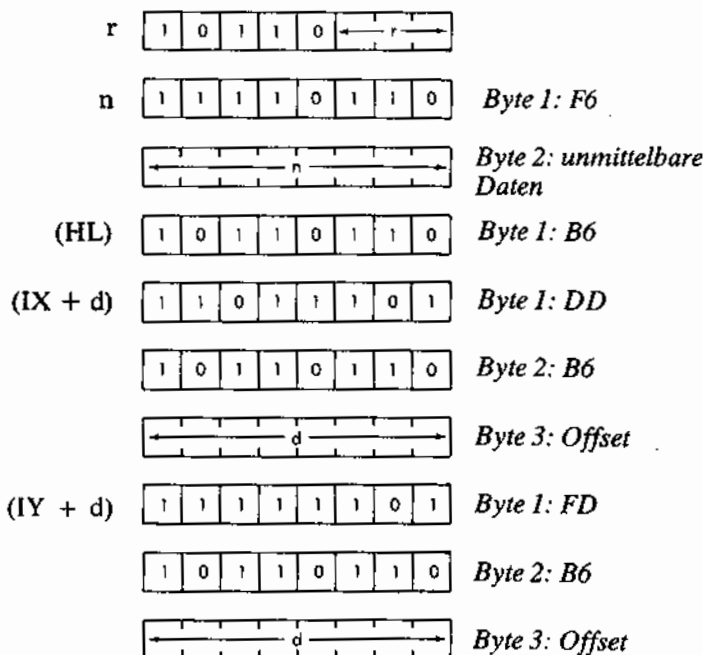 r 1 0 1 1 0 r
n 1 1 1 1 0 1 1 0 Byte 1: F6
n Byte 2: unmittelbare
Daten
(HL) 1 0 1 1 0 1 1 0 Byte 1: B6
(IX + d) 1 1 0 1 1 1 0 1 Byte 1: DD
1 0 1 1 0 1 1 0 Byte 2: B6
d Byte 3: Offset
(IY + d) 1 1 1 1 1 1 0 1 Byte 1: FD
1 0 1 1 0 1 1 0 Byte 2: B6
d Byte 3: Offset